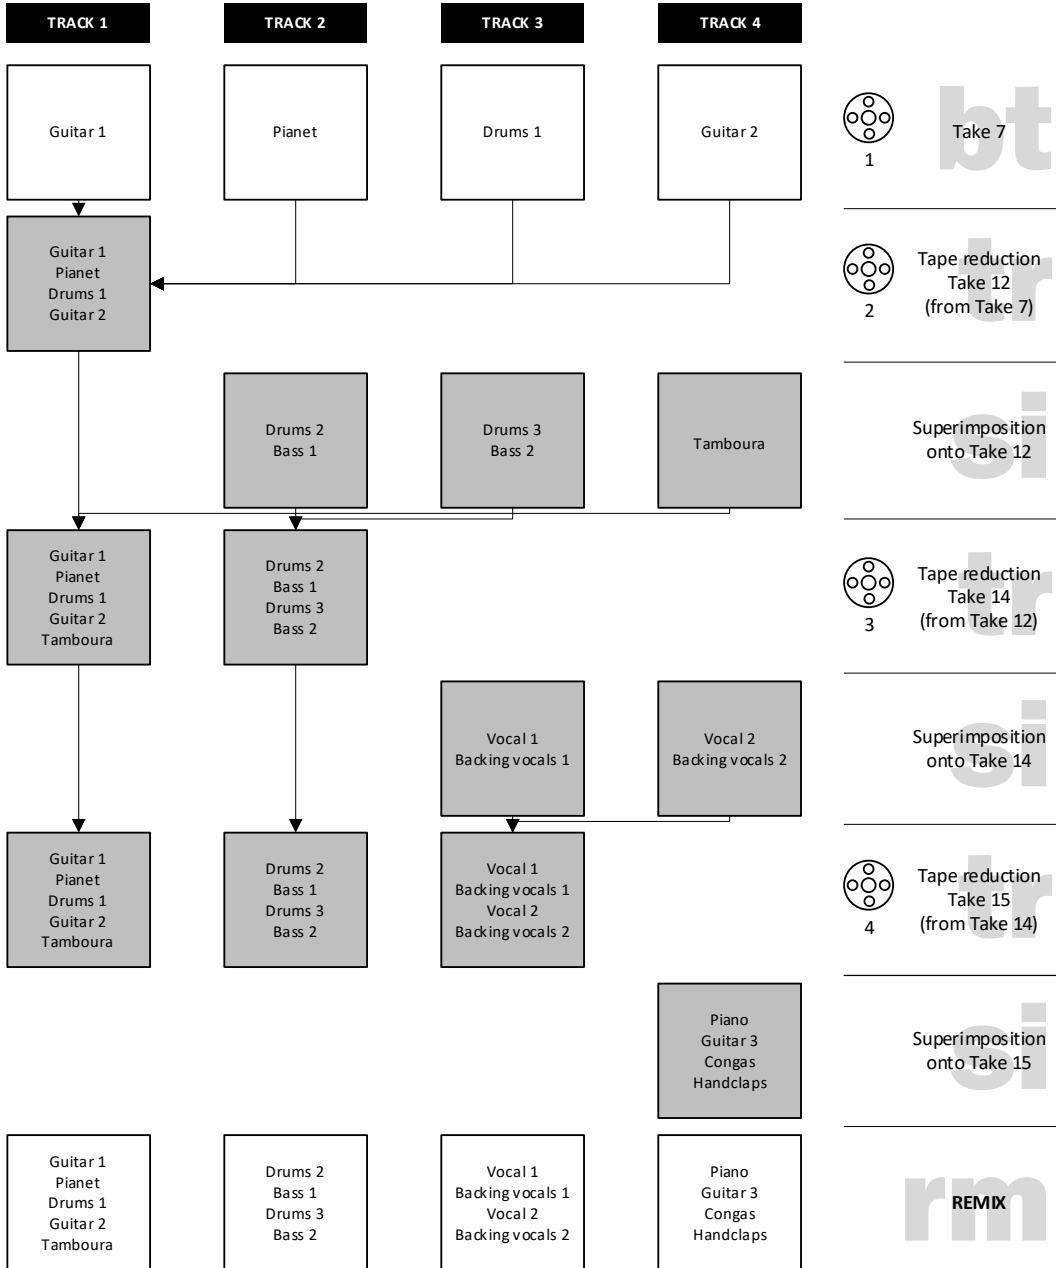 TRACK 1
TRACK 2
TRACK 3
TRACK 4
Guitar 1
Pianet
Drums 1
Guitar 2
1
bt
Take 7
Guitar 1
Pianet
Drums 1
Guitar 2
2
tr
Tape reduction
Take 12
(from Take 7)
Drums 2
Bass 1
Drums 3
Bass 2
Tamboura
si
Superimposition
onto Take 12
Guitar 1
Pianet
Drums 1
Guitar 2
Tamboura
Drums 2
Bass 1
Drums 3
Bass 2
3
tr
Tape reduction
Take 14
(from Take 12)
Vocal 1
Backing vocals 1
Vocal 2
Backing vocals 2
si
Superimposition
onto Take 14
Guitar 1
Pianet
Drums 1
Guitar 2
Tamboura
Drums 2
Bass 1
Drums 3
Bass 2
Vocal 1
Backing vocals 1
Vocal 2
Backing vocals 2
4
tr
Tape reduction
Take 15
(from Take 14)
Piano
Guitar 3
Congas
Handclaps
si
Superimposition
onto Take 15
Guitar 1
Pianet
Drums 1
Guitar 2
Tamboura
Drums 2
Bass 1
Drums 3
Bass 2
Vocal 1
Backing vocals 1
Vocal 2
Backing vocals 2
Piano
Guitar 3
Congas
Handclaps
rm
REMIX